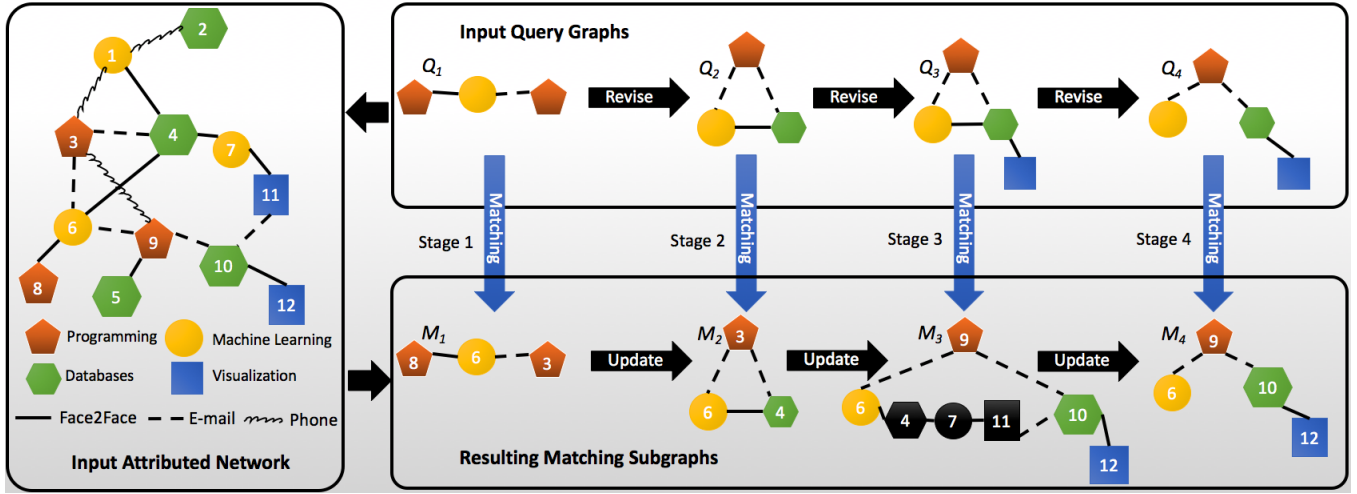 2
1
3
4
7
11
6
9
10
8
5
12
Programming
Machine Learning
Databases
Visualization
Face2Face
E-mail
Phone
Input Attributed Network
Input Query Graphs
Q1
Revise
Q2
Revise
Q3
Revise
Q4
Stage 1
Matching
Stage 2
Matching
Stage 3
Matching
Stage 4
Matching
M1
8
6
3
Update
M2
3
6
4
Update
M3
9
6
4
7
11
10
12
Update
M4
9
6
10
12
Resulting Matching Subgraphs